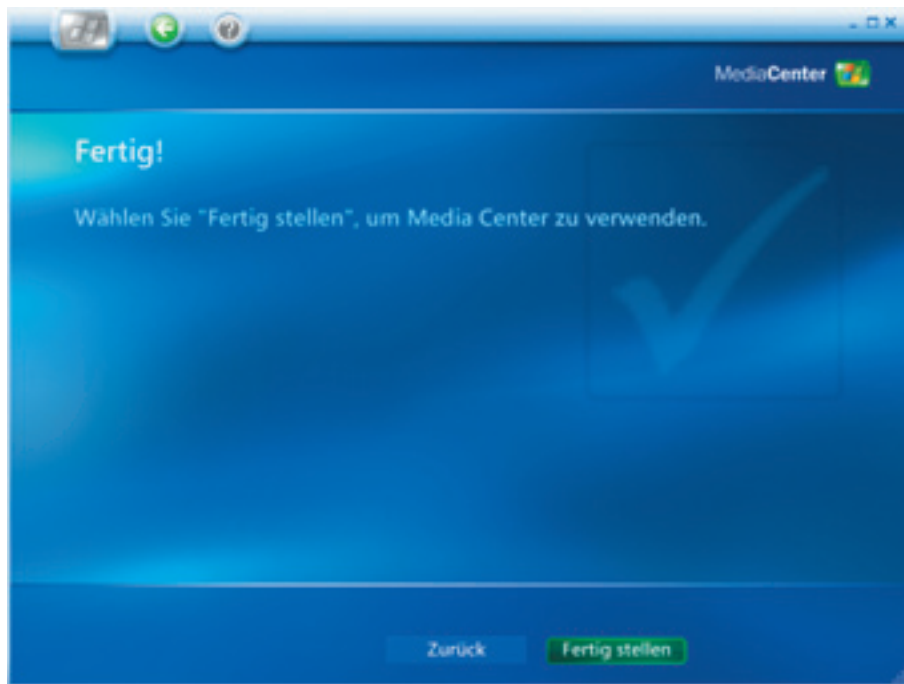 MediaCenter
Fertig!
Wählen Sie "Fertig stellen", um Media Center zu verwenden.
Zurück
Fertig stellen